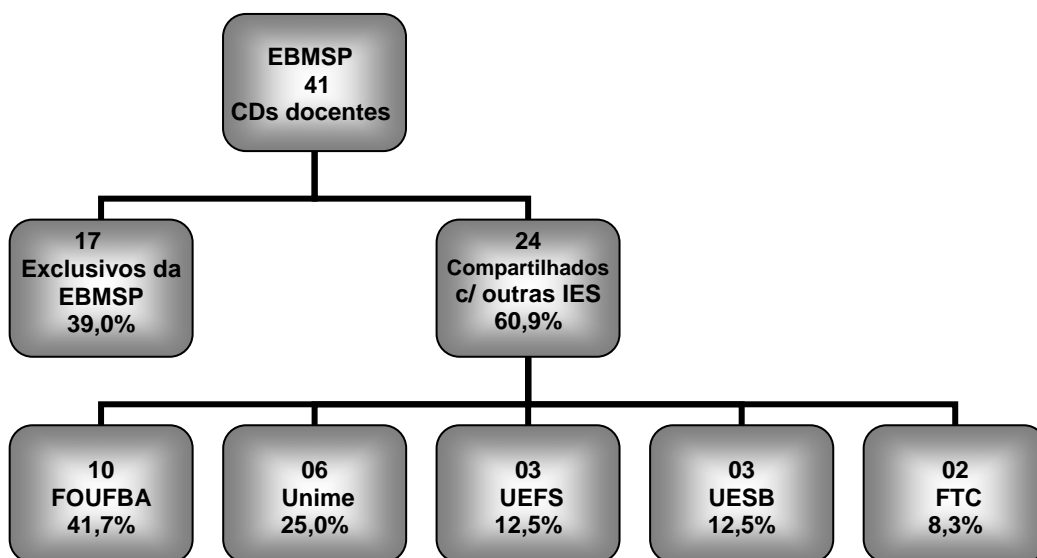 EBMSP
41
CDs docentes
17
Exclusivos da
EBMSP
39,0%
24
Compartilhados
c/ outras IES
60,9%
10
FOUFBA
41,7%
06
Unime
25,0%
03
UEFS
12,5%
03
UESB
12,5%
02
FTC
8,3%